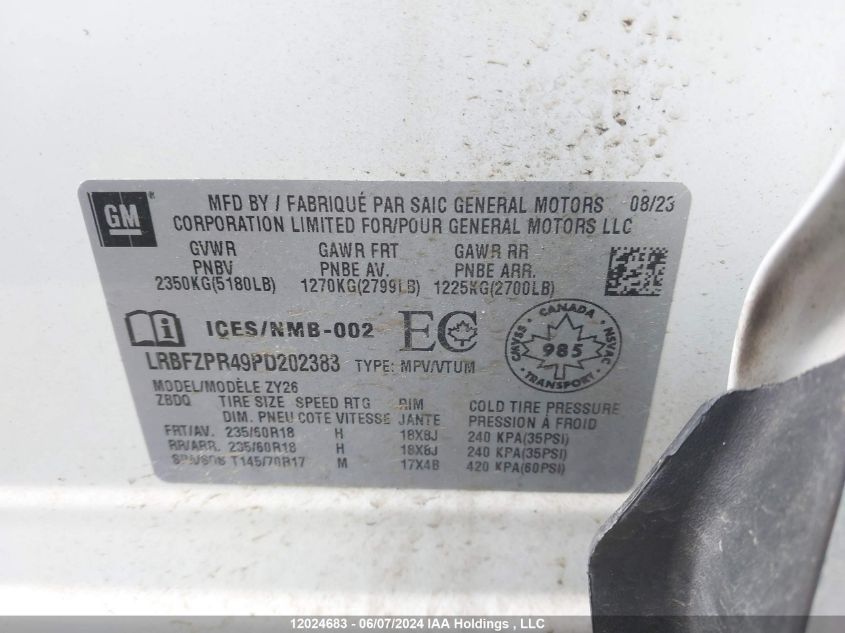 GM
MFD BY / FABRIQUÉ PAR SAIC GENERAL MOTORS 08/23
CORPORATION LIMITED FOR/POUR GENERAL MOTORS LLC
GVWR GAWR FRT GAWR RR
PNBV PNBE AV. PNBE ARR.
2350KG(5180LB) 1270KG(2799LB) 1225KG(2700LB)
ICES/NMB-002 EC
CANADA
CMVSS 985 NSVAC
TRANSPORT
LRBFZPR49PD202383 TYPE: MPV/VTUM
MODEL/MODÈLE ZY26
ZBDQ TIRE SIZE SPEED RTG RIM COLD TIRE PRESSURE
DIM. PNEU COTE VITESSE JANTE PRESSION À FROID
FRT/AV. 235/60R18 H 18X8J 240 KPA(35PSI)
RR/ARR. 235/60R18 H 18X8J 240 KPA(35PSI)
T145/70R17 M 17X4B 420 KPA(60PSI)
12024683 - 06/07/2024 IAA Holdings , LLC